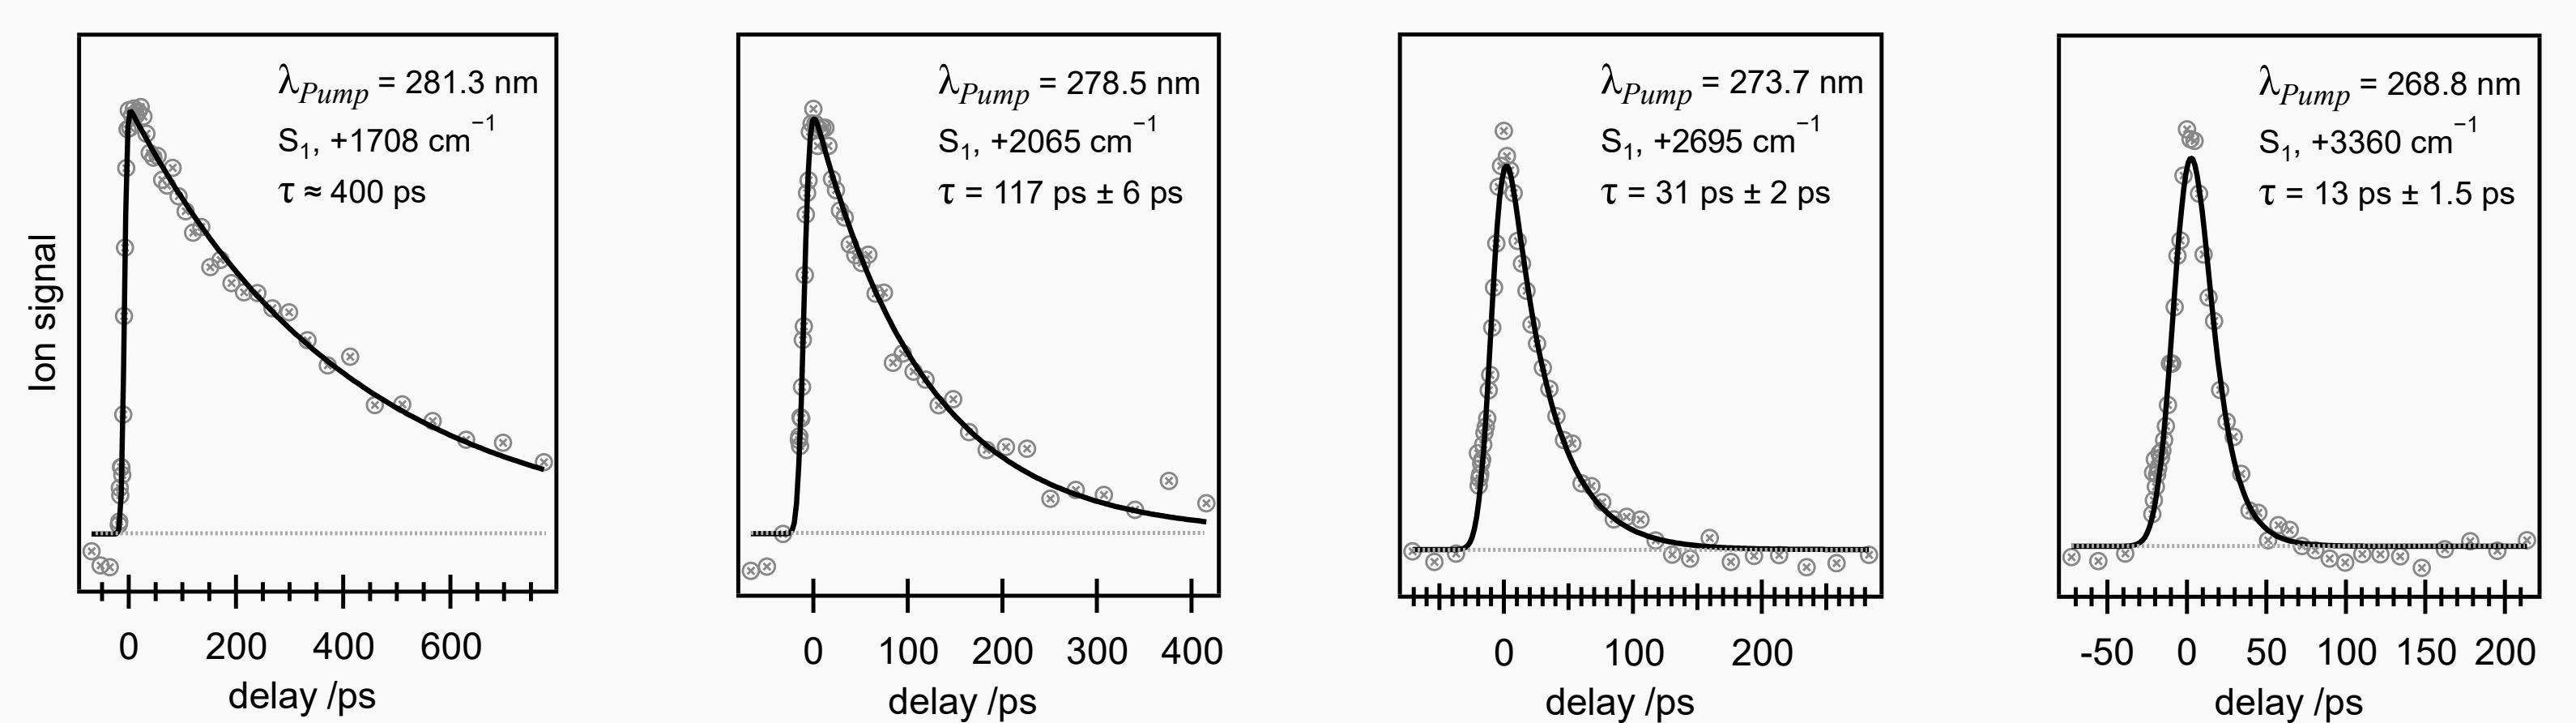 λPump = 281.3 nm
S1, +1708 cm−1
τ ≈ 400 ps
Ion signal
0 200 400 600
delay /ps
λPump = 278.5 nm
S1, +2065 cm−1
τ = 117 ps ± 6 ps
0 100 200 300 400
delay /ps
λPump = 273.7 nm
S1, +2695 cm−1
τ = 31 ps ± 2 ps
0 100 200
delay /ps
λPump = 268.8 nm
S1, +3360 cm−1
τ = 13 ps ± 1.5 ps
-50 0 50 100 150 200
delay /ps